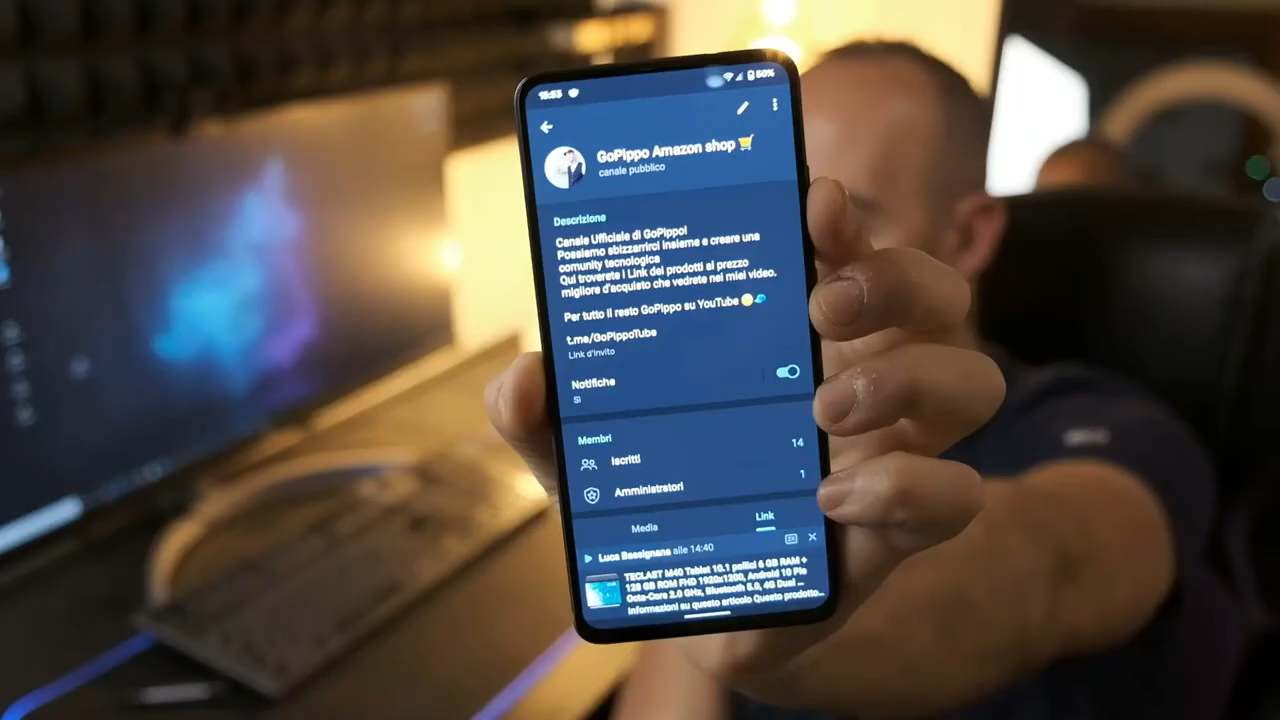 15:53
50%
GoPippo Amazon shop 🛒
canale pubblico
Descrizione
Canale Ufficiale di GoPippo!
Possiamo sbizzarrirci insieme e creare una
comunity tecnologica
Qui troverete i Link dei prodotti al prezzo
migliore d'acquisto che vedrete nei miei video.
Per tutto il resto GoPippo su YouTube
t.me/GoPippoTube
Link d'invito
Notifiche
Sì
Membri
Iscritti 14
Amministratori 1
Media Link
Luca Bassignana alle 14:40 2X
TECLAST M40 Tablet 10.1 pollici 6 GB RAM +
128 GB ROM FHD 1920x1200, Android 10 Pie
Octa-Core 2.0 GHz, Bluetooth 5.0, 4G Dual ...
Informazioni su questo articolo Questo prodotto...